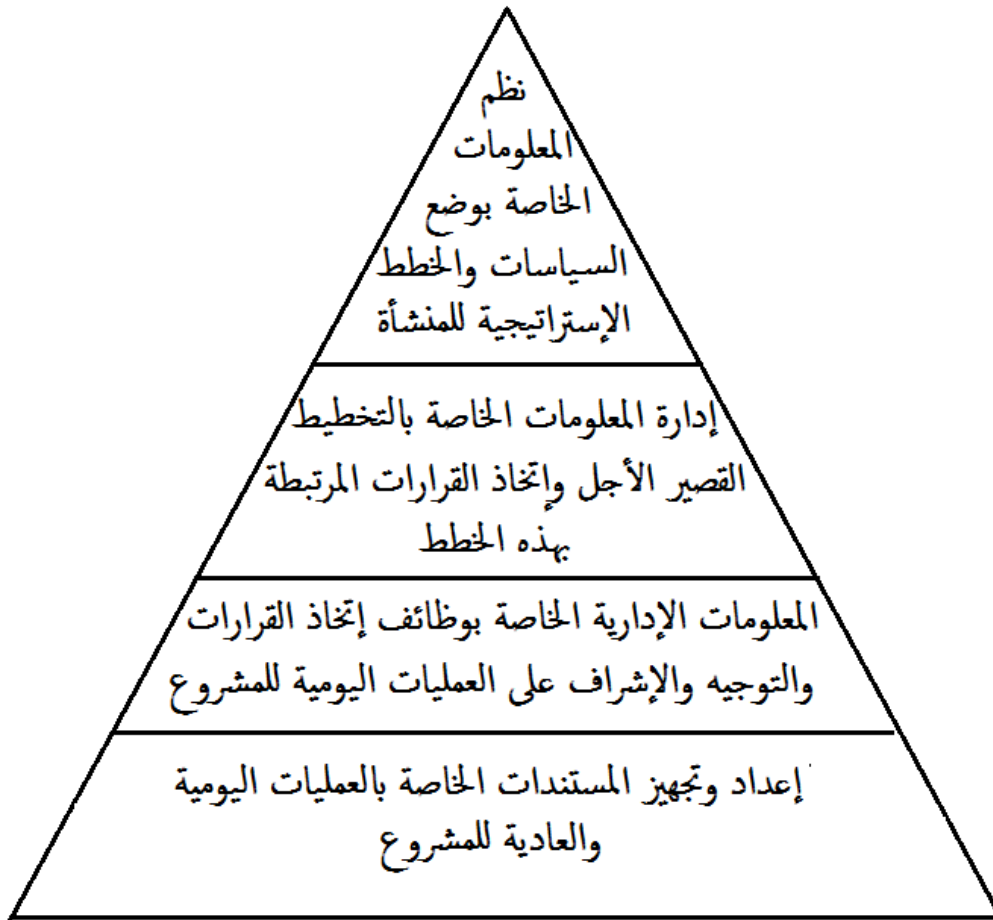 نظم
المعلومات
الخاصة بوضع
السياسات والخطط
الإستراتيجية للمنشأة
إدارة المعلومات الخاصة بالتخطيط
القصير الأجل وإتخاذ القرارات المرتبطة
بهذه الخطط
المعلومات الإدارية الخاصة بوظائف إتخاذ القرارات
والتوجيه والإشراف على العمليات اليومية للمشروع
إعداد وتجهيز المستندات الخاصة بالعمليات اليومية
والعادية للمشروع